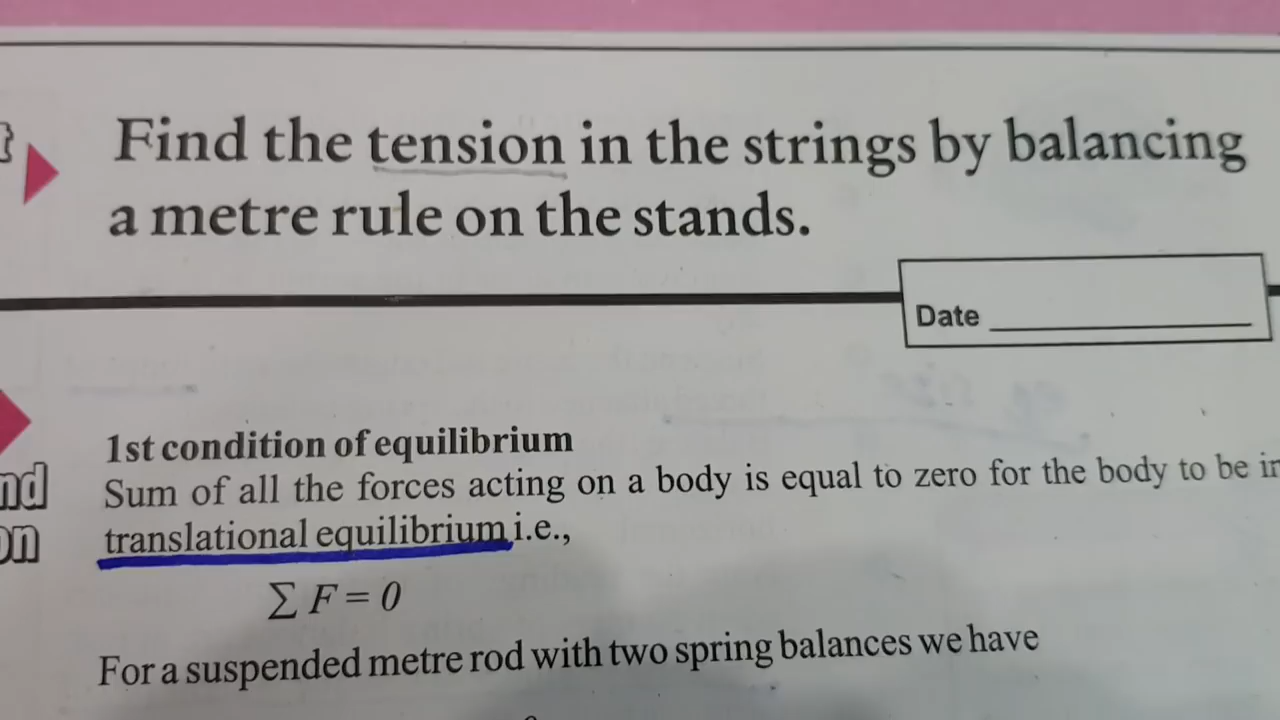 Find the tension in the strings by balancing
a metre rule on the stands.
Date
1st condition of equilibrium
Sum of all the forces acting on a body is equal to zero for the body to be in
translational equilibrium i.e.,
∑ F = 0
For a suspended metre rod with two spring balances we have